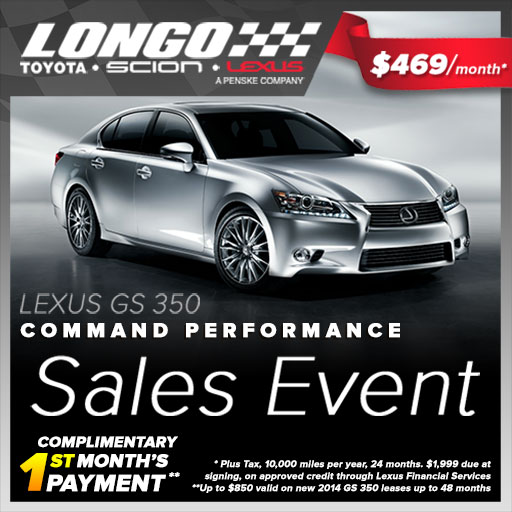 LONGO
TOYOTA • SCION • LEXUS
A PENSKE COMPANY
$469/month*
LEXUS GS 350
COMMAND PERFORMANCE
Sales Event
COMPLIMENTARY
1ST MONTH'S
PAYMENT**
* Plus Tax, 10,000 miles per year, 24 months. $1,999 due at
signing, on approved credit through Lexus Financial Services
**Up to $850 valid on new 2014 GS 350 leases up to 48 months